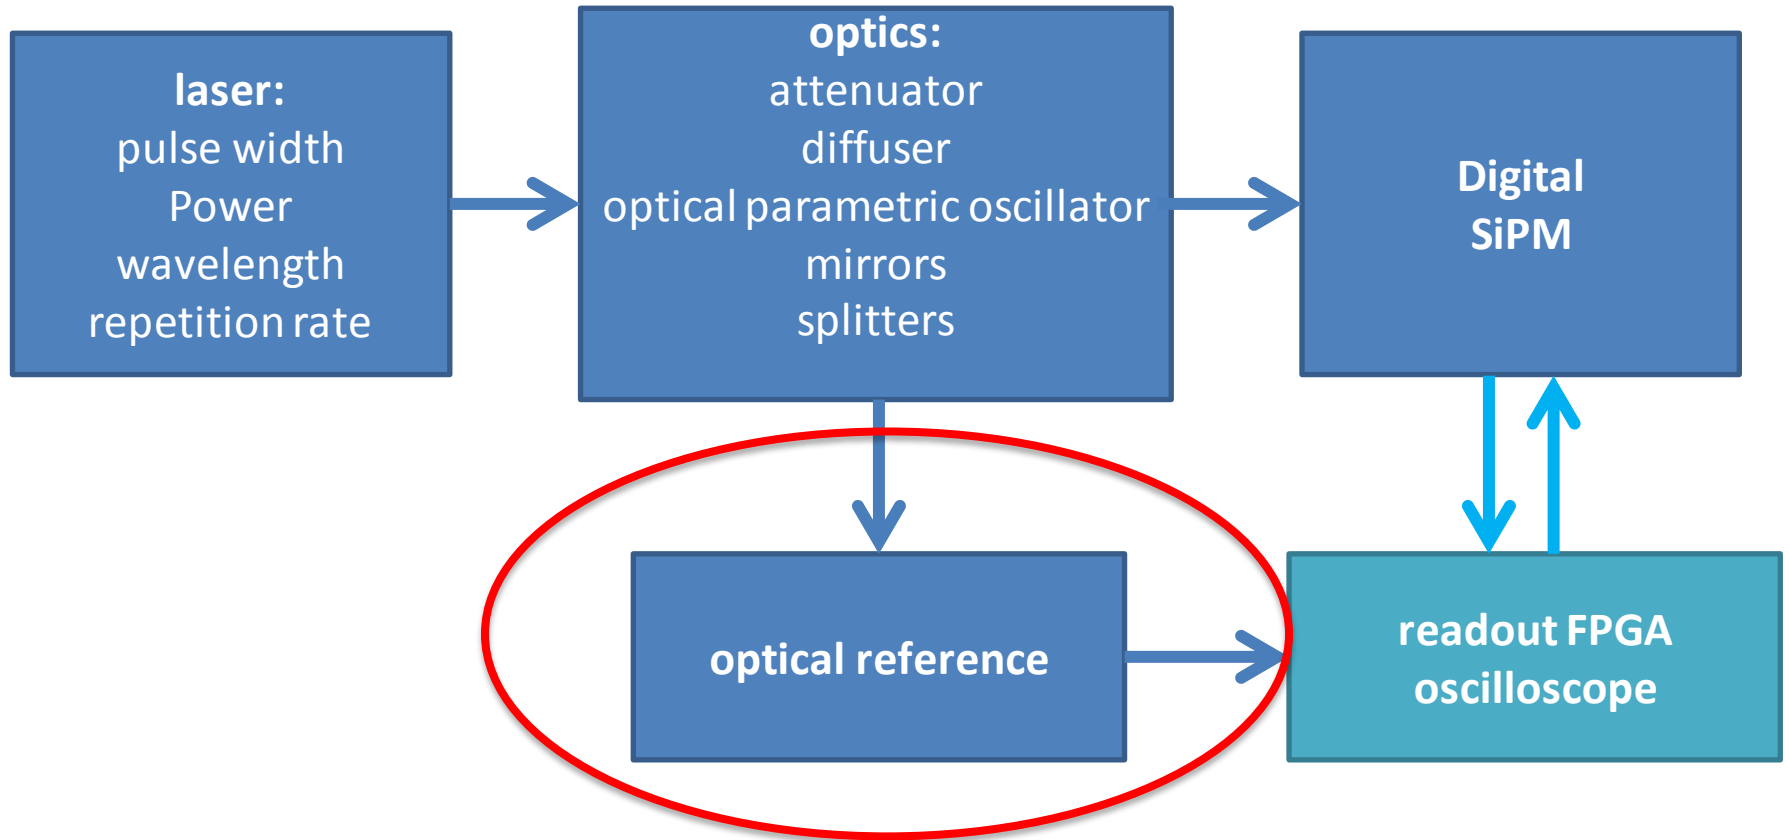 laser:
pulse width
Power
wavelength
repetition rate
optics:
attenuator
diffuser
optical parametric oscillator
mirrors
splitters
Digital
SiPM
optical reference
readout FPGA
oscilloscope